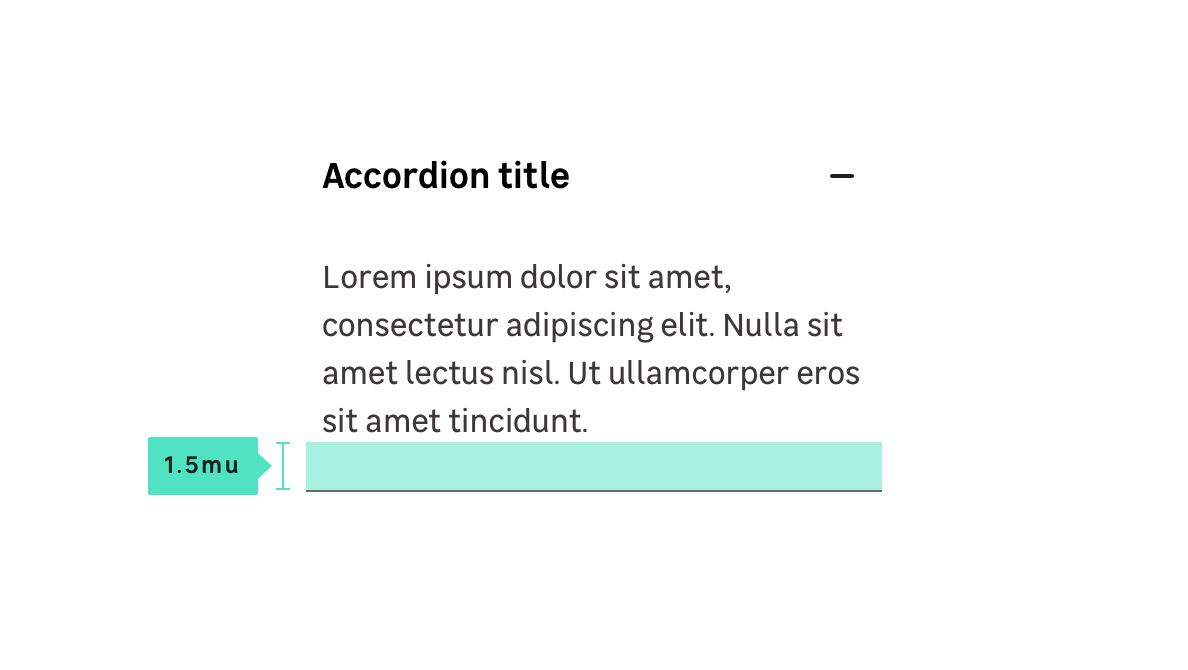 Accordion title
Lorem ipsum dolor sit amet,
consectetur adipiscing elit. Nulla sit
amet lectus nisl. Ut ullamcorper eros
sit amet tincidunt.
1.5mu